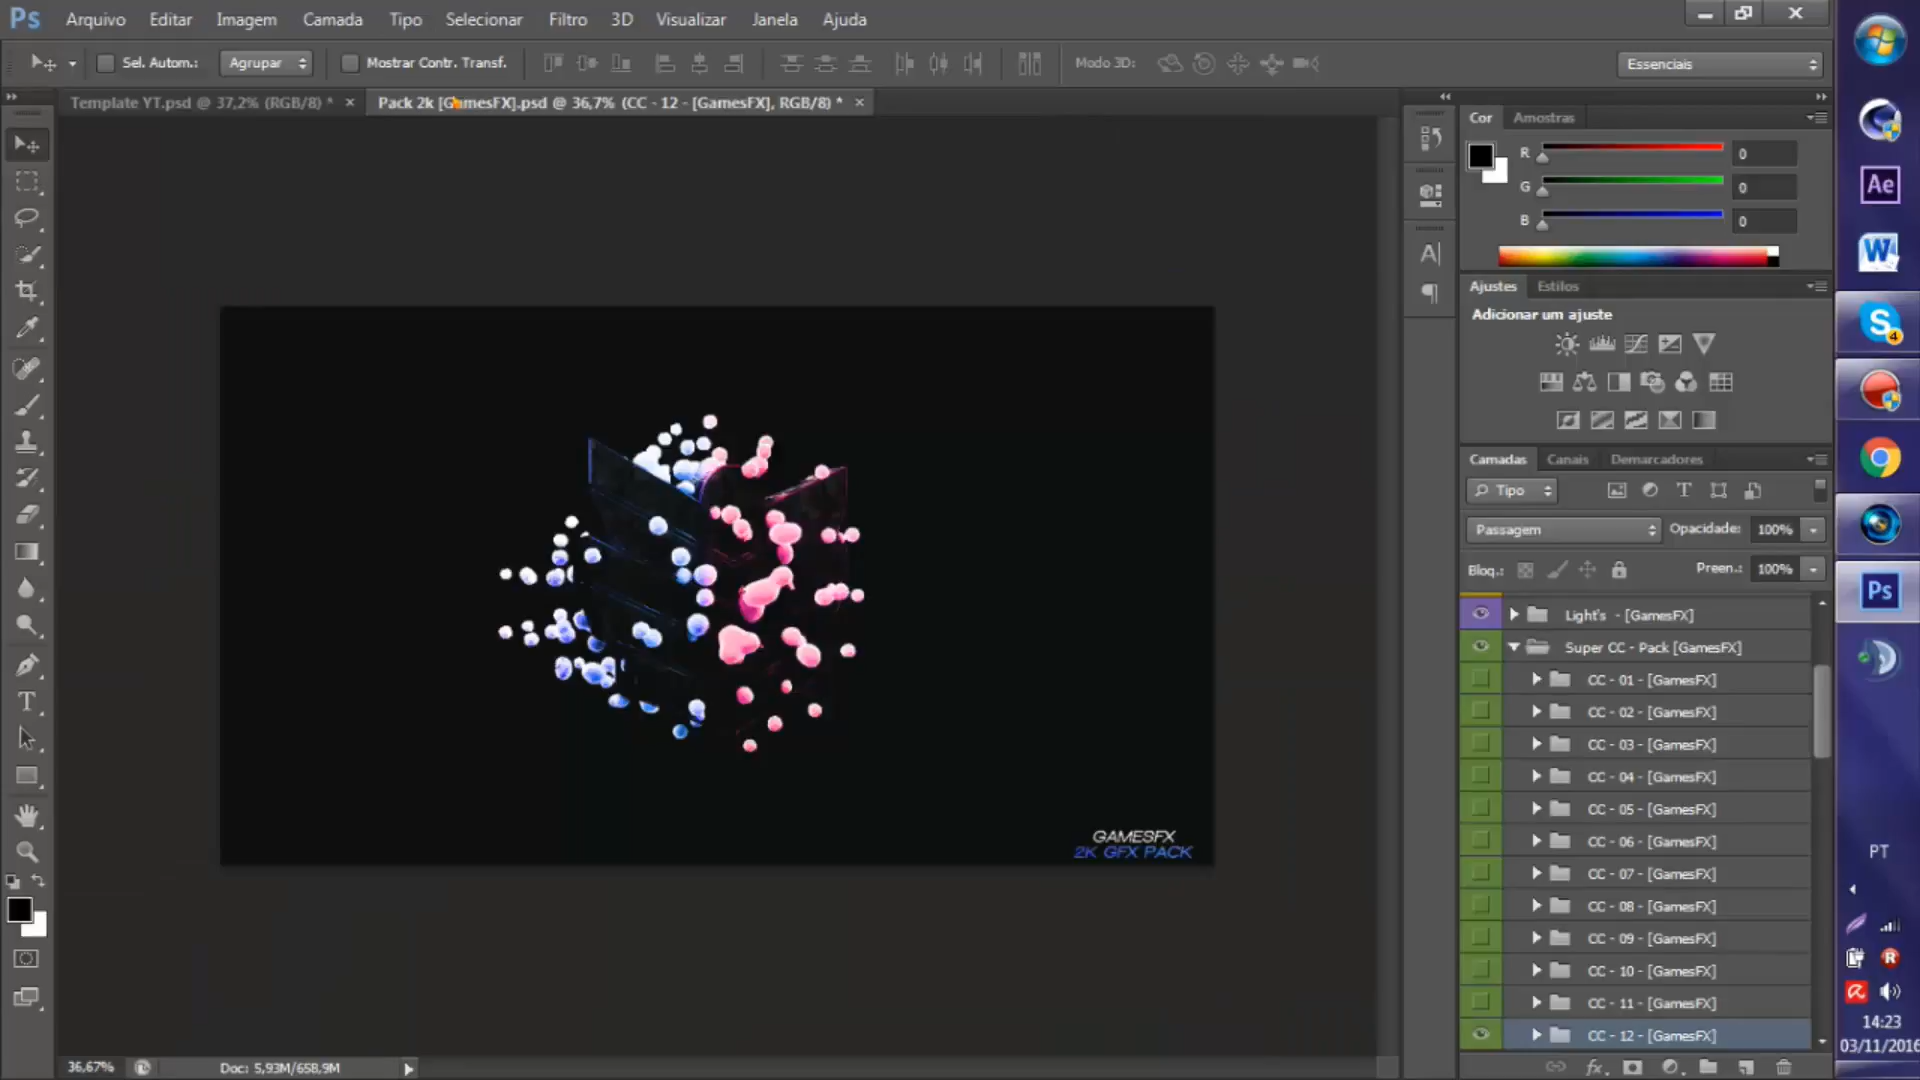 Ps Arquivo Editar Imagem Camada Tipo Selecionar Filtro 3D Visualizar Janela Ajuda
Sel. Autom.: Agrupar Mostrar Contr. Transf. Modo 3D: Essenciais
Template YT.psd @ 37,2% (RGB/8) * × Pack 2k [GamesFX].psd @ 36,7% (CC - 12 - [GamesFX], RGB/8) * ×
Cor Amostras
R 0
G 0
B 0
Ajustes Estilos
Adicionar um ajuste
Camadas Canais Demarcadores
Tipo
Passagem Opacidade: 100%
Bloq.: Preen.: 100%
Light's - [GamesFX]
Super CC - Pack [GamesFX]
CC - 01 - [GamesFX]
CC - 02 - [GamesFX]
CC - 03 - [GamesFX]
CC - 04 - [GamesFX]
CC - 05 - [GamesFX]
CC - 06 - [GamesFX]
CC - 07 - [GamesFX]
CC - 08 - [GamesFX]
CC - 09 - [GamesFX]
CC - 10 - [GamesFX]
CC - 11 - [GamesFX]
CC - 12 - [GamesFX]
GAMESFX
2K GFX PACK
36,67% Doc: 5,93M/658,9M
Ae
W
S 4
Ps
PT
R
14:23
03/11/2016